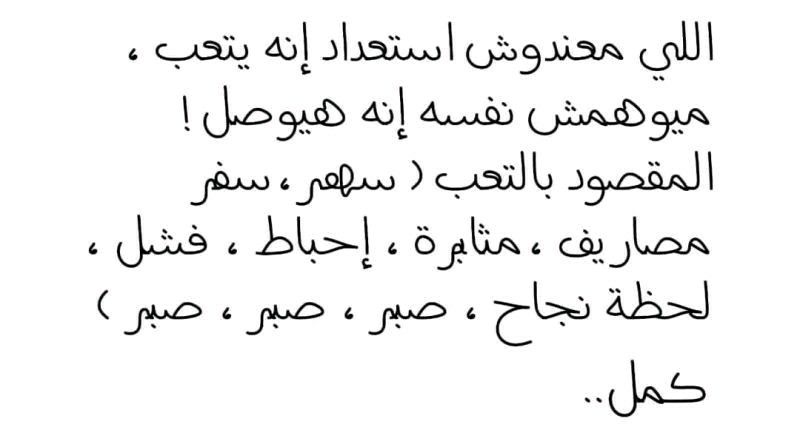 اللي معندوش استعداد إنه يتعب ،
ميوهمش نفسه إنه هيوصل !
المقصود بالتعب ( سهر ، سفر
مصاريف ، مثابرة ، إحباط ، فشل ،
لحظة نجاح ، صبر ، صبر ، صبر )
كمل..